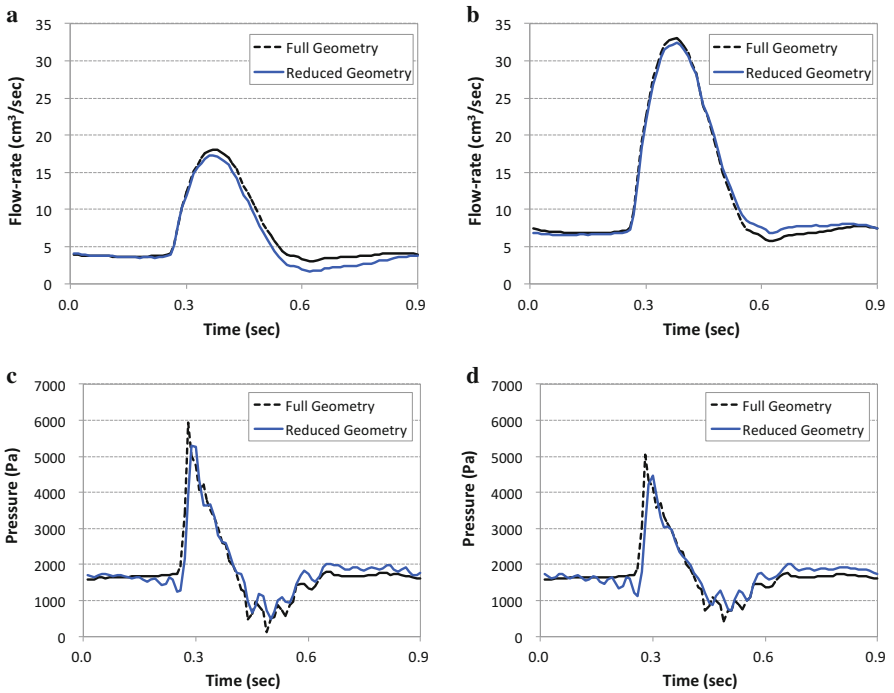 a
35
30
25
20
15
10
5
0
Flow-rate (cm³/sec)
Full Geometry
Reduced Geometry
0.0
0.3
0.6
0.9
Time (sec)
b
35
30
25
20
15
10
5
0
Flow-rate (cm³/sec)
Full Geometry
Reduced Geometry
0.0
0.3
0.6
0.9
Time (sec)
c
7000
6000
5000
4000
3000
2000
1000
0
Pressure (Pa)
Full Geometry
Reduced Geometry
0.0
0.3
0.6
0.9
Time (sec)
d
7000
6000
5000
4000
3000
2000
1000
0
Pressure (Pa)
Full Geometry
Reduced Geometry
0.0
0.3
0.6
0.9
Time (sec)